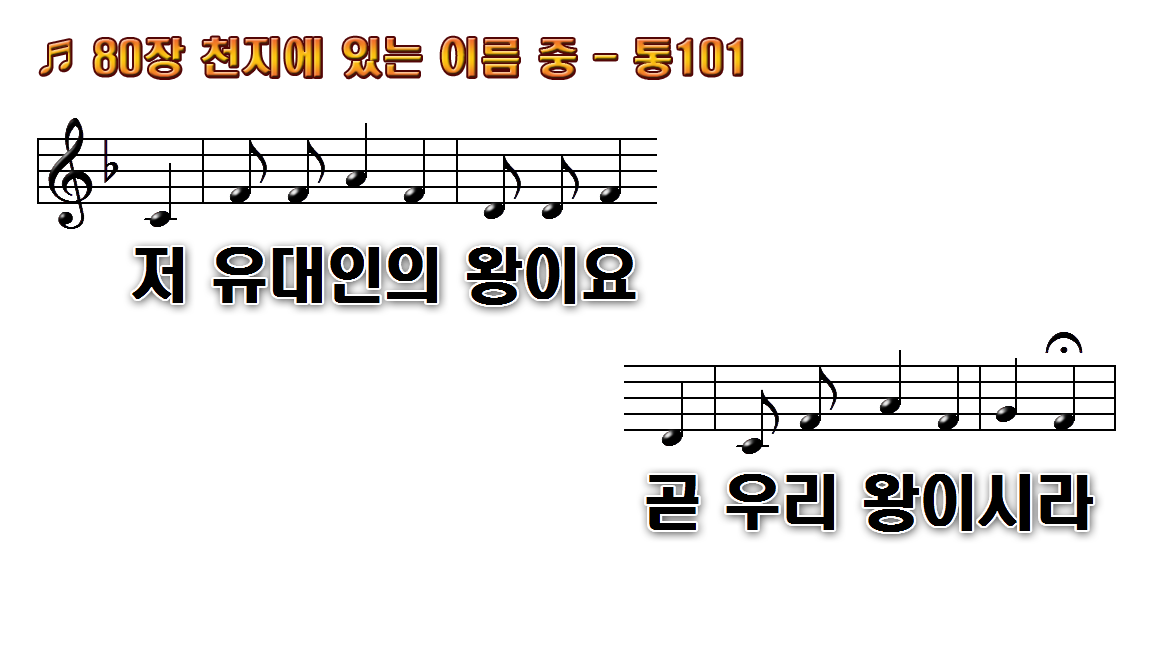 ♬ 80장 천지에 있는 이름 중 - 통101
저 유대인의 왕이요
곧 우리 왕이시라